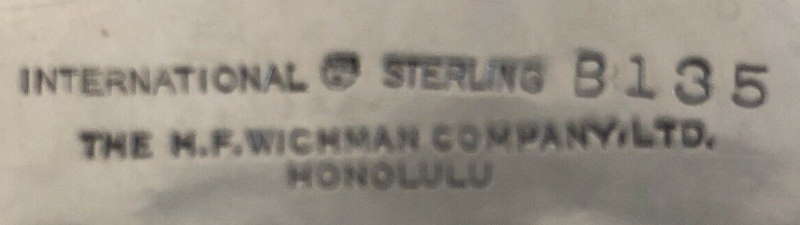 INTERNATIONAL STERLING B135
THE H.F. WICHMAN COMPANY, LTD.
HONOLULU